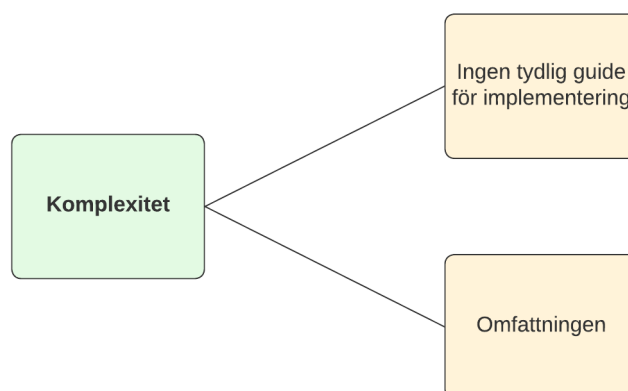 Ingen tydlig guide
för implementering
Komplexitet
Omfattningen